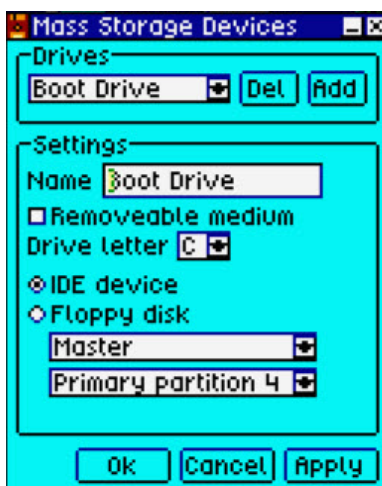 Mass Storage Devices
Drives
Boot Drive Del Add
Settings
Name Boot Drive
Removeable medium
Drive letter C
IDE device
Floppy disk
Master
Primary partition 4
Ok Cancel Apply